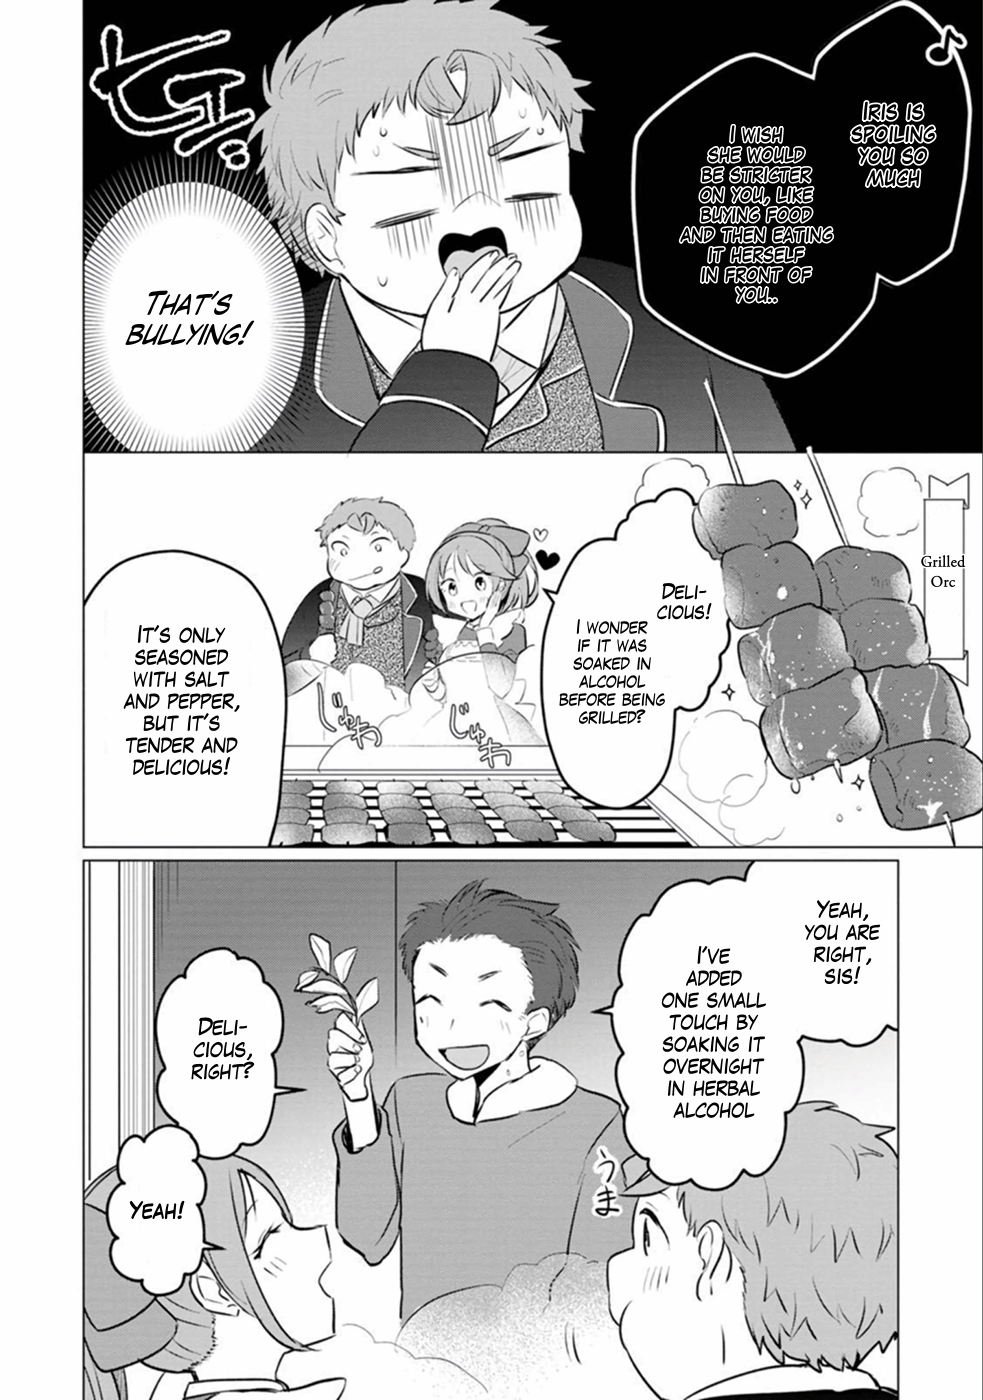 IRIS IS
SPOILING
YOU SO
MUCH
I WISH
SHE WOULD
BE STRICTER
ON YOU, LIKE
BUYING FOOD
AND THEN EATING
IT HERSELF
IN FRONT OF
YOU..
ヒェ...
THAT'S
BULLYING!
Grilled
Orc
DELI-
CIOUS!
I WONDER
IF IT WAS
SOAKED IN
ALCOHOL
BEFORE BEING
GRILLED?
じゅわ
じゅわ
IT'S ONLY
SEASONED
WITH SALT
AND PEPPER,
BUT IT'S
TENDER AND
DELICIOUS!
YEAH,
YOU ARE
RIGHT,
SIS!
I'VE
ADDED
ONE SMALL
TOUCH BY
SOAKING IT
OVERNIGHT
IN HERBAL
ALCOHOL
DELI-
CIOUS,
RIGHT?
うま
YEAH!